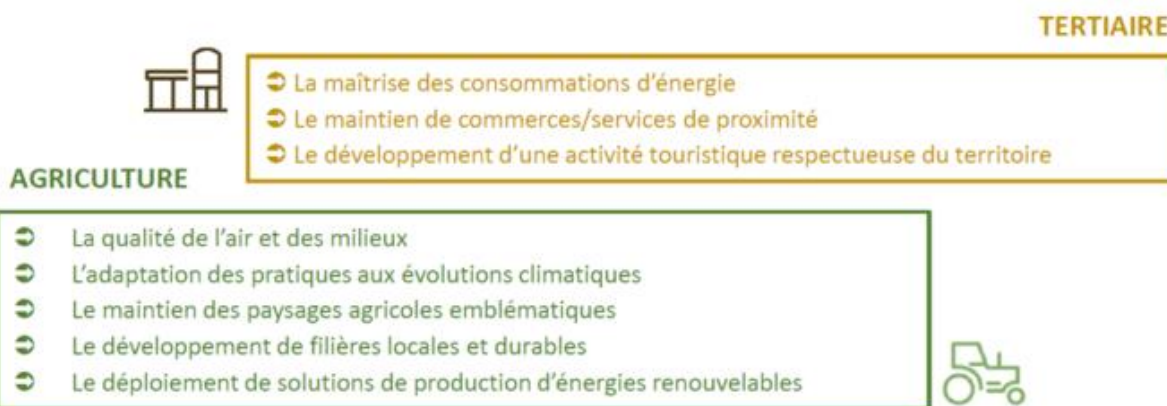 TERTIAIRE
➲ La maîtrise des consommations d'énergie
➲ Le maintien de commerces/services de proximité
➲ Le développement d'une activité touristique respectueuse du territoire
AGRICULTURE
➲ La qualité de l'air et des milieux
➲ L'adaptation des pratiques aux évolutions climatiques
➲ Le maintien des paysages agricoles emblématiques
➲ Le développement de filières locales et durables
➲ Le déploiement de solutions de production d'énergies renouvelables